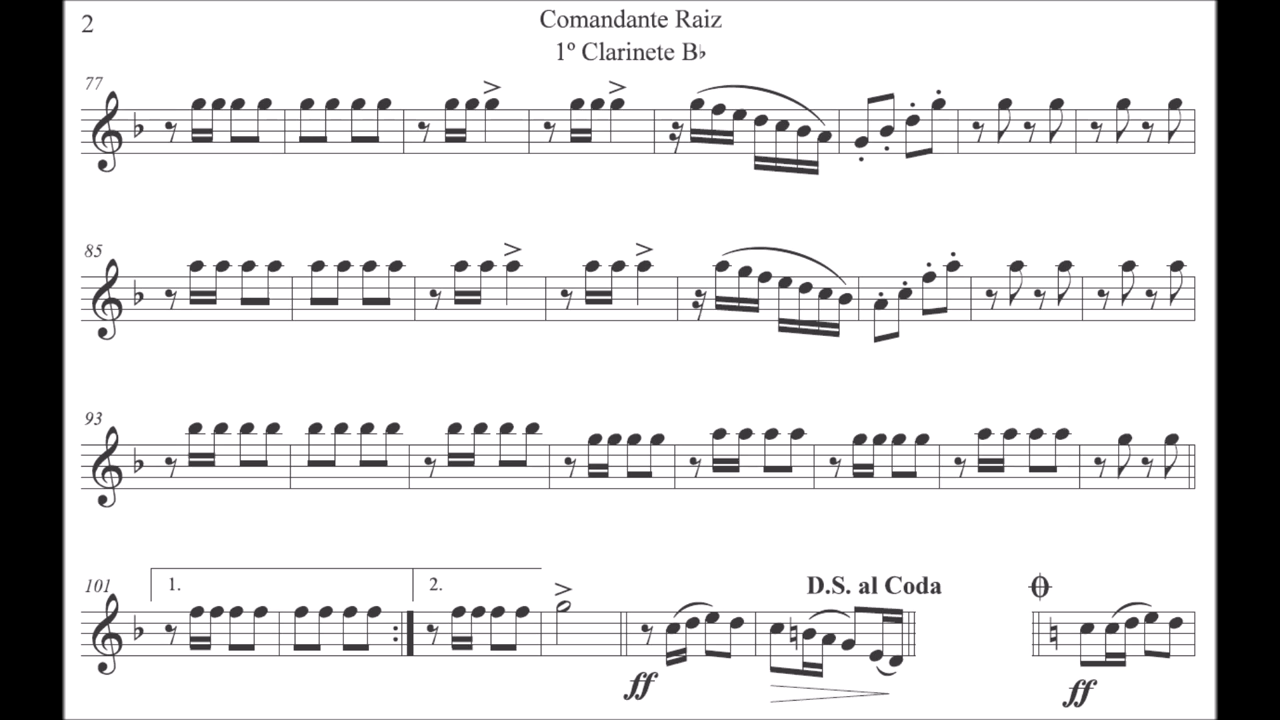 2
Comandante Raiz
1º Clarinete B♭
77
85
93
101
1.
2.
D.S. al Coda
ff
ff